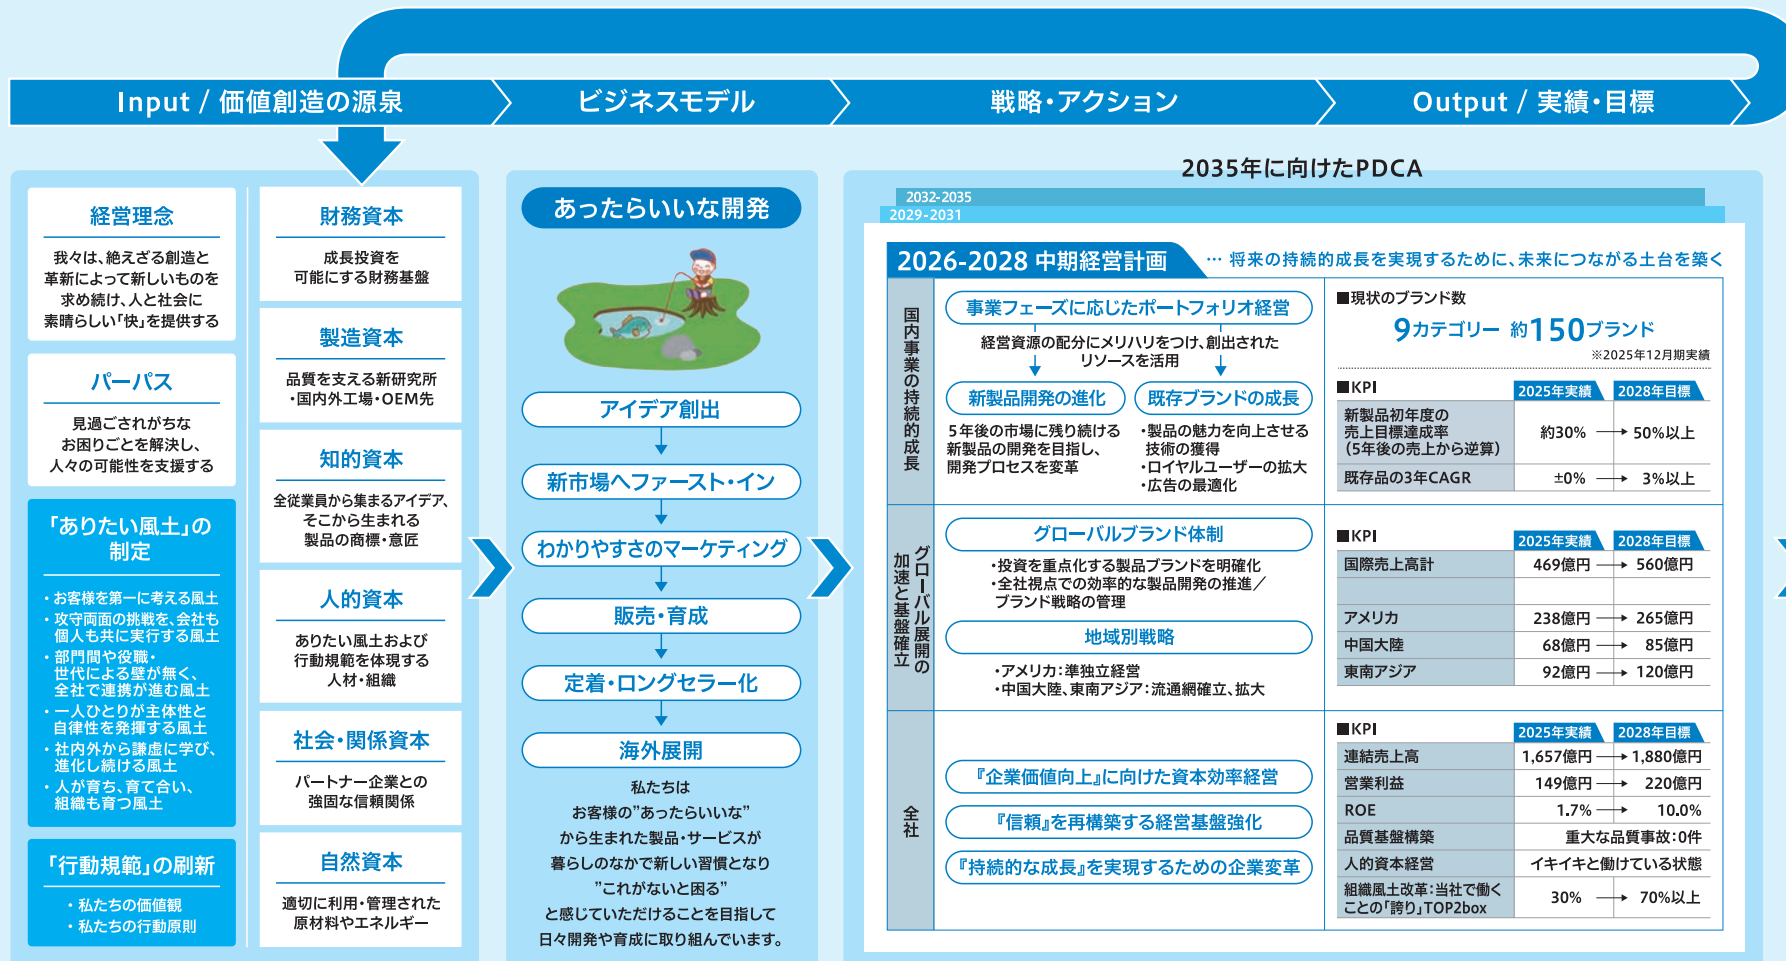 Input / 価値創造の源泉
ビジネスモデル
戦略・アクション
Output / 実績・目標
経営理念
我々は、絶えざる創造と
革新によって新しいものを
求め続け、人と社会に
素晴らしい「快」を提供する
パーパス
見過ごされがちな
お困りごとを解決し、
人々の可能性を支援する
「ありたい風土」の
制定
・お客様を第一に考える風土
・攻守両面の挑戦を、会社も
個人も共に実行する風土
・部門間や役職・
世代による壁が無く、
全社で連携が進む風土
・一人ひとりが主体性と
自律性を発揮する風土
・社内外から謙虚に学び、
進化し続ける風土
・人が育ち、育て合い、
組織も育つ風土
「行動規範」の刷新
・私たちの価値観
・私たちの行動原則
財務資本
成長投資を
可能にする財務基盤
製造資本
品質を支える新研究所
・国内外工場・OEM先
知的資本
全従業員から集まるアイデア、
そこから生まれる
製品の商標・意匠
人的資本
ありたい風土および
行動規範を体現する
人材・組織
社会・関係資本
パートナー企業との
強固な信頼関係
自然資本
適切に利用・管理された
原材料やエネルギー
あったらいいな開発
アイデア創出
新市場へファースト・イン
わかりやすさのマーケティング
販売・育成
定着・ロングセラー化
海外展開
私たちは
お客様の”あったらいいな”
から生まれた製品・サービスが
暮らしのなかで新しい習慣となり
”これがないと困る”
と感じていただけることを目指して
日々開発や育成に取り組んでいます。
2035年に向けたPDCA
2032-2035
2029-2031
2026-2028 中期経営計画 … 将来の持続的成長を実現するために、未来につながる土台を築く
国内事業の持続的成長
事業フェーズに応じたポートフォリオ経営
経営資源の配分にメリハリをつけ、創出された
リソースを活用
新製品開発の進化
5年後の市場に残り続ける
新製品の開発を目指し、
開発プロセスを変革
既存ブランドの成長
・製品の魅力を向上させる
技術の獲得
・ロイヤルユーザーの拡大
・広告の最適化
■現状のブランド数
9カテゴリー 約150ブランド
※2025年12月期実績
■KPI 2025年実績 2028年目標
新製品初年度の
売上目標達成率
(5年後の売上から逆算) 約30% → 50%以上
既存品の3年CAGR ±0% → 3%以上
グローバル展開の
加速と基盤確立
グローバルブランド体制
・投資を重点化する製品ブランドを明確化
・全社視点での効率的な製品開発の推進／
ブランド戦略の管理
地域別戦略
・アメリカ：準独立経営
・中国大陸、東南アジア：流通網確立、拡大
■KPI 2025年実績 2028年目標
国際売上高計 469億円 → 560億円
アメリカ 238億円 → 265億円
中国大陸 68億円 → 85億円
東南アジア 92億円 → 120億円
全社
『企業価値向上』に向けた資本効率経営
『信頼』を再構築する経営基盤強化
『持続的な成長』を実現するための企業変革
■KPI 2025年実績 2028年目標
連結売上高 1,657億円 → 1,880億円
営業利益 149億円 → 220億円
ROE 1.7% → 10.0%
品質基盤構築 重大な品質事故：0件
人的資本経営 イキイキと働けている状態
組織風土改革：当社で働く
ことの「誇り」TOP2box 30% → 70%以上